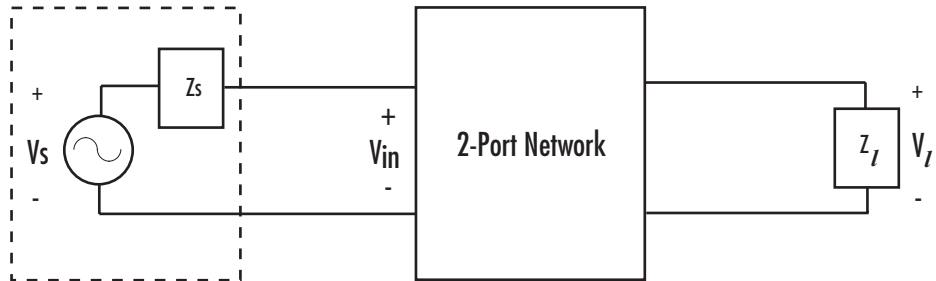 +
Vs
-
Zs
+
Vin
-
2-Port Network
Zl
+
Vl
-